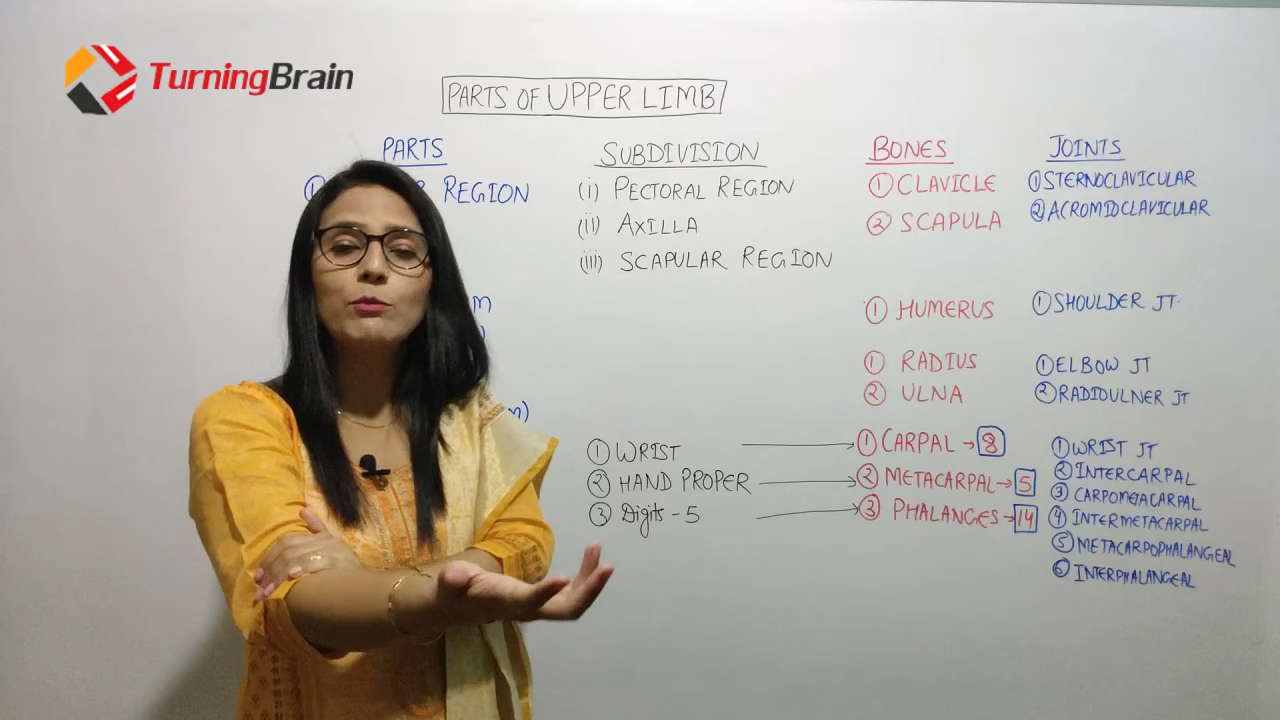 TurningBrain
PARTS OF UPPER LIMB
PARTS
① REGION
SUBDIVISION
(i) PECTORAL REGION
(ii) AXILLA
(iii) SCAPULAR REGION
① WRIST
② HAND PROPER
③ Digits - 5
BONES
① CLAVICLE
② SCAPULA
① HUMERUS
① RADIUS
② ULNA
① CARPAL → 8
② METACARPAL → 5
③ PHALANGES → 14
JOINTS
① STERNOCLAVICULAR
② ACROMIOCLAVICULAR
① SHOULDER JT.
① ELBOW JT
② RADIOULNER JT
① WRIST JT
② INTERCARPAL
③ CARPOMETACARPAL
④ INTERMETACARPAL
⑤ METACARPOPHALANGEAL
⑥ INTERPHALANGEAL